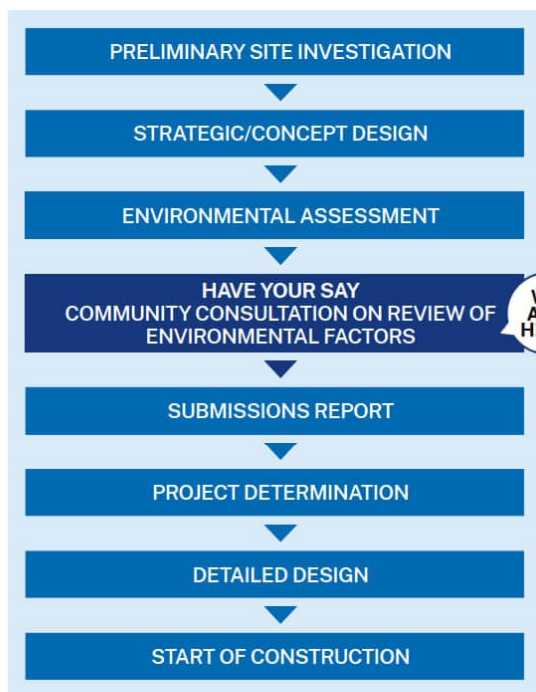 PRELIMINARY SITE INVESTIGATION
STRATEGIC/CONCEPT DESIGN
ENVIRONMENTAL ASSESSMENT
HAVE YOUR SAY
COMMUNITY CONSULTATION ON REVIEW OF
ENVIRONMENTAL FACTORS
SUBMISSIONS REPORT
PROJECT DETERMINATION
DETAILED DESIGN
START OF CONSTRUCTION